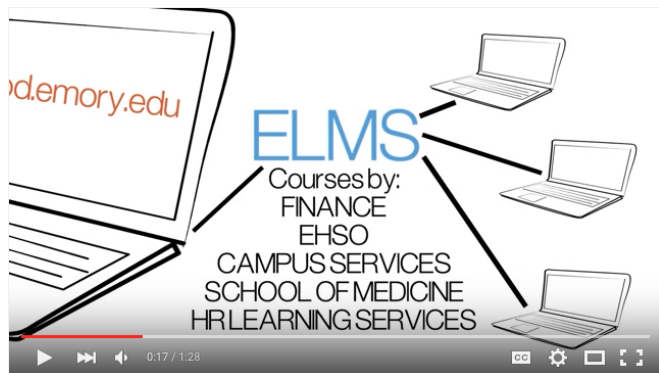 od.emory.edu
ELMS
Courses by:
FINANCE
EHSO
CAMPUS SERVICES
SCHOOL OF MEDICINE
HR LEARNING SERVICES
0:17 / 1:28
CC